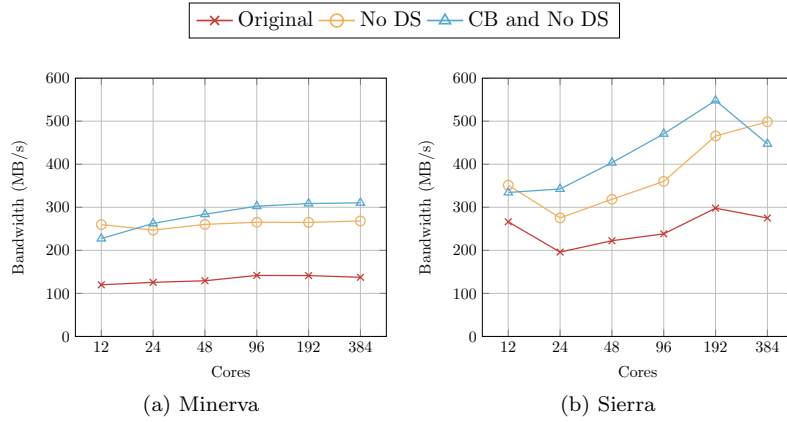 Original No DS CB and No DS
600
500
400
300
200
100
0
Bandwidth (MB/s)
12 24 48 96 192 384
Cores
(a) Minerva
600
500
400
300
200
100
0
Bandwidth (MB/s)
12 24 48 96 192 384
Cores
(b) Sierra